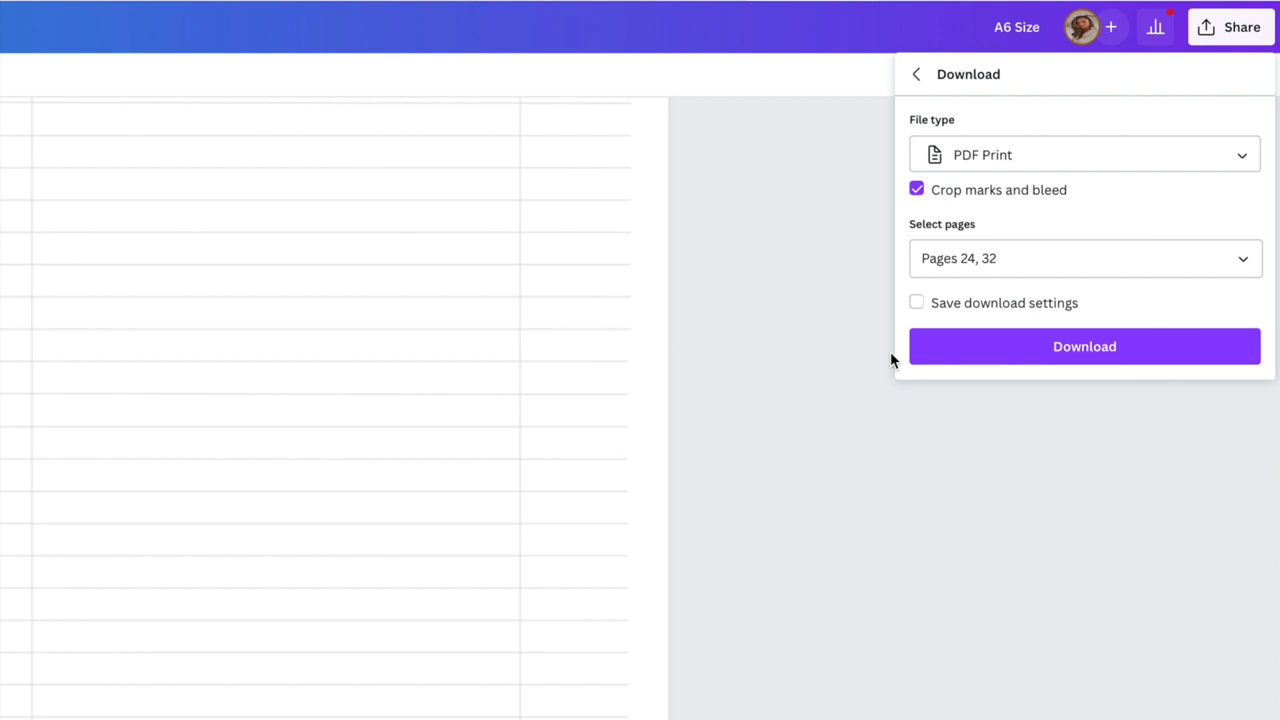 A6 Size
Share
Download
File type
PDF Print
Crop marks and bleed
Select pages
Pages 24, 32
Save download settings
Download